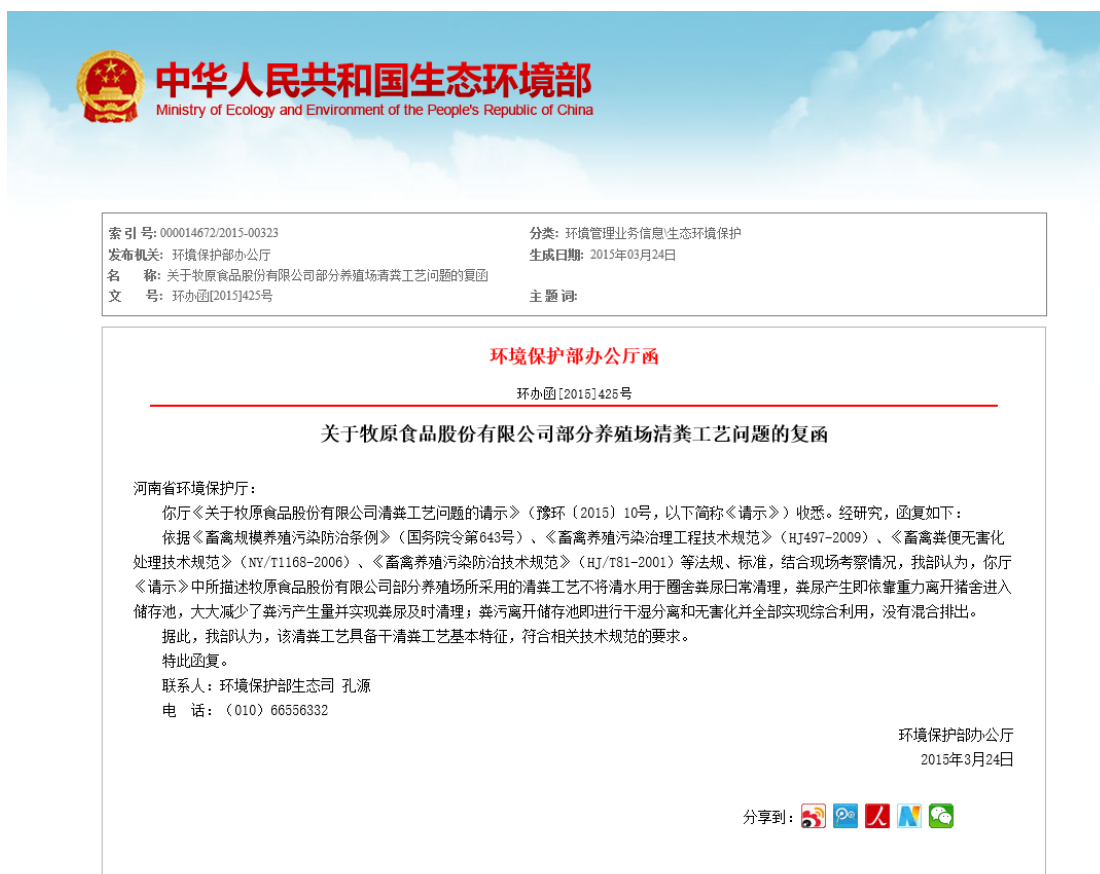 中华人民共和国生态环境部
Ministry of Ecology and Environment of the People's Republic of China
索 引 号: 000014672/2015-00323 分类: 环境管理业务信息\生态环境保护
发布机关: 环境保护部办公厅 生成日期: 2015年03月24日
名 称: 关于牧原食品股份有限公司部分养殖场清粪工艺问题的复函
文 号: 环办函[2015]425号 主 题 词:
环境保护部办公厅函
环办函[2015]425号
关于牧原食品股份有限公司部分养殖场清粪工艺问题的复函
河南省环境保护厅：
你厅《关于牧原食品股份有限公司清粪工艺问题的请示》（豫环〔2015〕10号，以下简称《请示》）收悉。经研究，函复如下：
依据《畜禽规模养殖污染防治条例》（国务院令第643号）、《畜禽养殖污染治理工程技术规范》（HJ497-2009）、《畜禽粪便无害化
处理技术规范》（NY/T1168-2006）、《畜禽养殖污染防治技术规范》（HJ/T81-2001）等法规、标准，结合现场考察情况，我部认为，你厅
《请示》中所描述牧原食品股份有限公司部分养殖场所采用的清粪工艺不将清水用于圈舍粪尿日常清理，粪尿产生即依靠重力离开猪舍进入
储存池，大大减少了粪污产生量并实现粪尿及时清理；粪污离开储存池即进行干湿分离和无害化并全部实现综合利用，没有混合排出。
据此，我部认为，该清粪工艺具备干清粪工艺基本特征，符合相关技术规范的要求。
特此函复。
联系人：环境保护部生态司 孔源
电 话：（010）66556332
环境保护部办公厅
2015年3月24日
分享到：